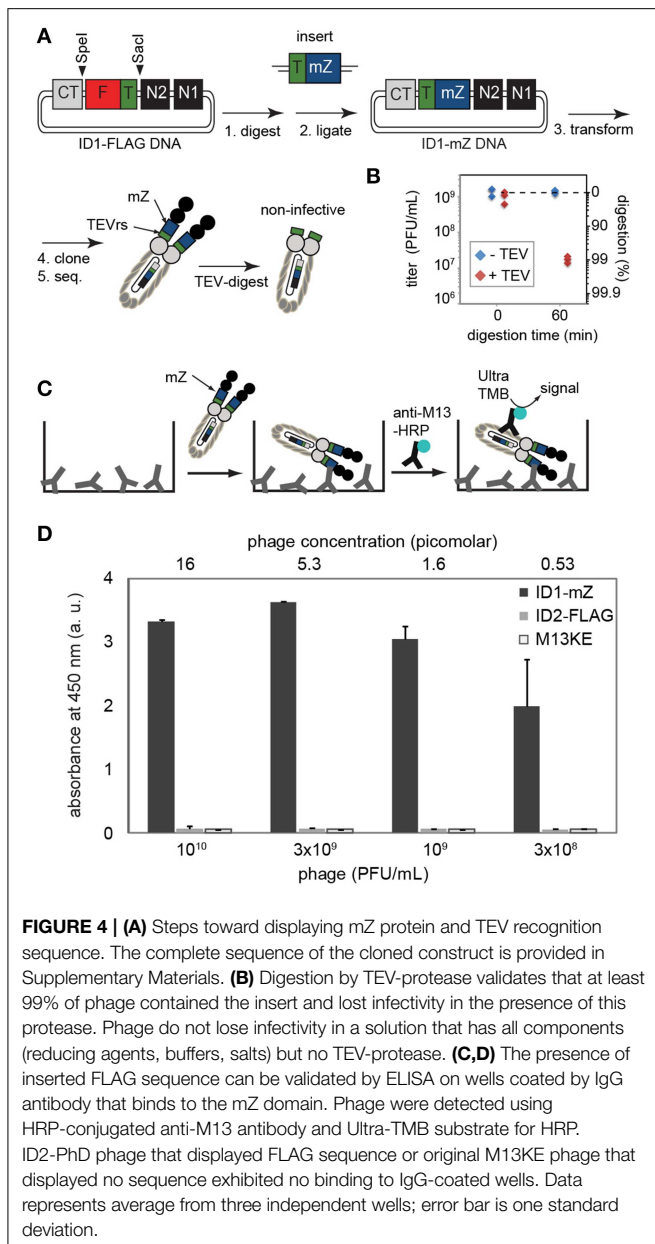 A
SpeI
SacI
insert
T mZ
CT F T N2 N1
ID1-FLAG DNA
1. digest
2. ligate
CT T mZ N2 N1
ID1-mZ DNA
3. transform
4. clone
5. seq.
mZ
TEVrs
TEV-digest
non-infective
B
titer (PFU/mL)
10⁹
10⁸
10⁷
10⁶
- TEV
+ TEV
0
90
99
99.9
digestion (%)
0 60
digestion time (min)
C
mZ
anti-M13
-HRP
Ultra
TMB
signal
D
phage concentration (picomolar)
16 5.3 1.6 0.53
absorbance at 450 nm (a. u.)
4
3
2
1
0
ID1-mZ
ID2-FLAG
M13KE
10¹⁰ 3x10⁹ 10⁹ 3x10⁸
phage (PFU/mL)
FIGURE 4 | (A) Steps toward displaying mZ protein and TEV recognition
sequence. The complete sequence of the cloned construct is provided in
Supplementary Materials. (B) Digestion by TEV-protease validates that at least
99% of phage contained the insert and lost infectivity in the presence of this
protease. Phage do not lose infectivity in a solution that has all components
(reducing agents, buffers, salts) but no TEV-protease. (C,D) The presence of
inserted FLAG sequence can be validated by ELISA on wells coated by IgG
antibody that binds to the mZ domain. Phage were detected using
HRP-conjugated anti-M13 antibody and Ultra-TMB substrate for HRP.
ID2-PhD phage that displayed FLAG sequence or original M13KE phage that
displayed no sequence exhibited no binding to IgG-coated wells. Data
represents average from three independent wells; error bar is one standard
deviation.